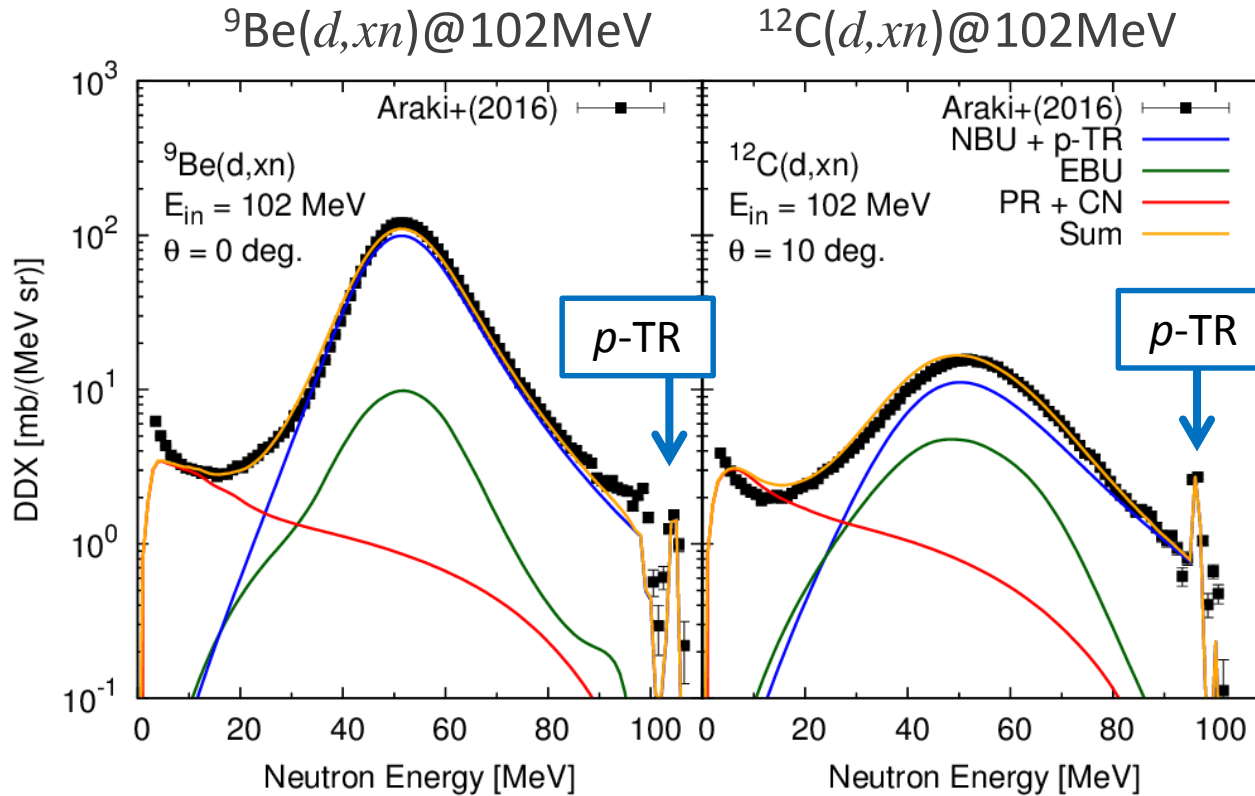 ⁹Be(d,xn)@102MeV
¹²C(d,xn)@102MeV
DDX [mb/(MeV sr)]
10³
10²
10¹
10⁰
10⁻¹
Araki+(2016)
⁹Be(d,xn)
E_in = 102 MeV
θ = 0 deg.
p-TR
0 20 40 60 80 100
Neutron Energy [MeV]
Araki+(2016)
NBU + p-TR
EBU
PR + CN
Sum
¹²C(d,xn)
E_in = 102 MeV
θ = 10 deg.
p-TR
0 20 40 60 80 100
Neutron Energy [MeV]